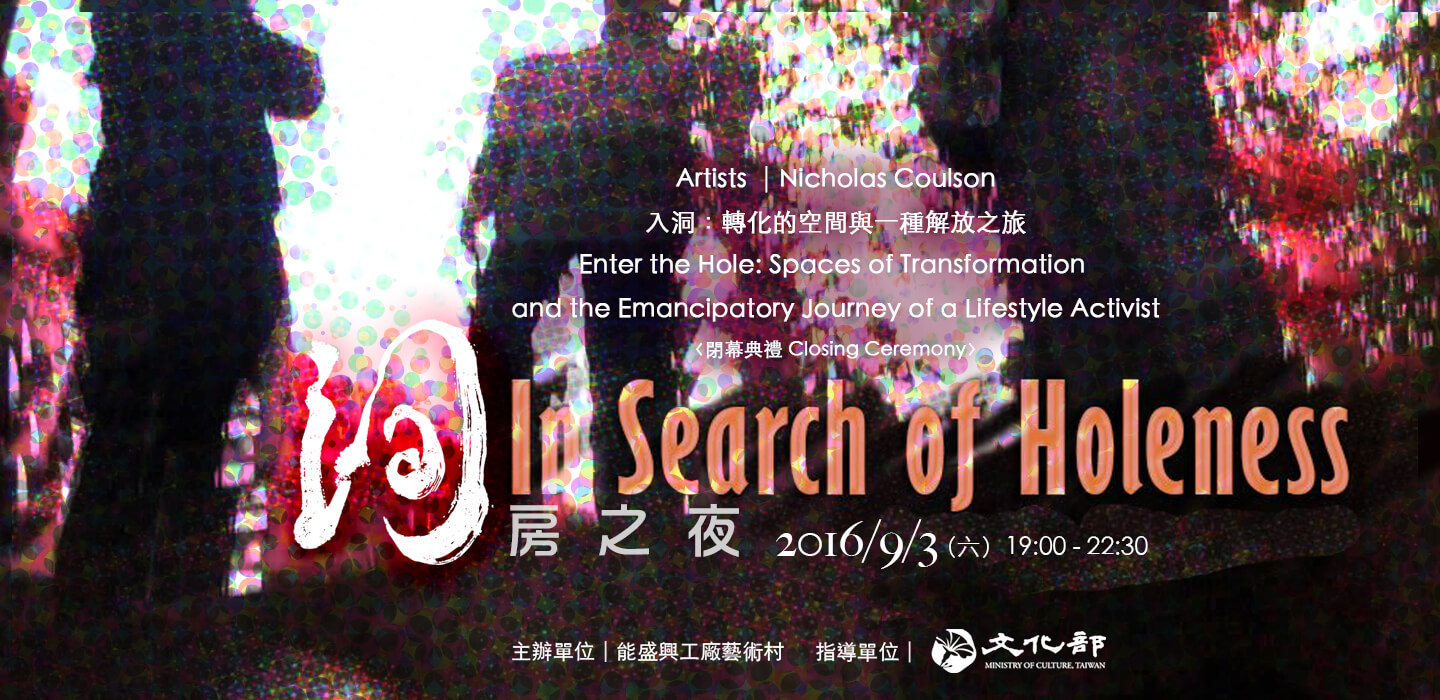 Artists │Nicholas Coulson
入洞：轉化的空間與一種解放之旅
Enter the Hole: Spaces of Transformation
and the Emancipatory Journey of a Lifestyle Activist
〈閉幕典禮 Closing Ceremony〉
洞 In Search of Holeness
房之夜 2016/9/3 (六) 19:00 - 22:30
主辦單位│能盛興工廠藝術村 指導單位│ 文化部
MINISTRY OF CULTURE, TAIWAN